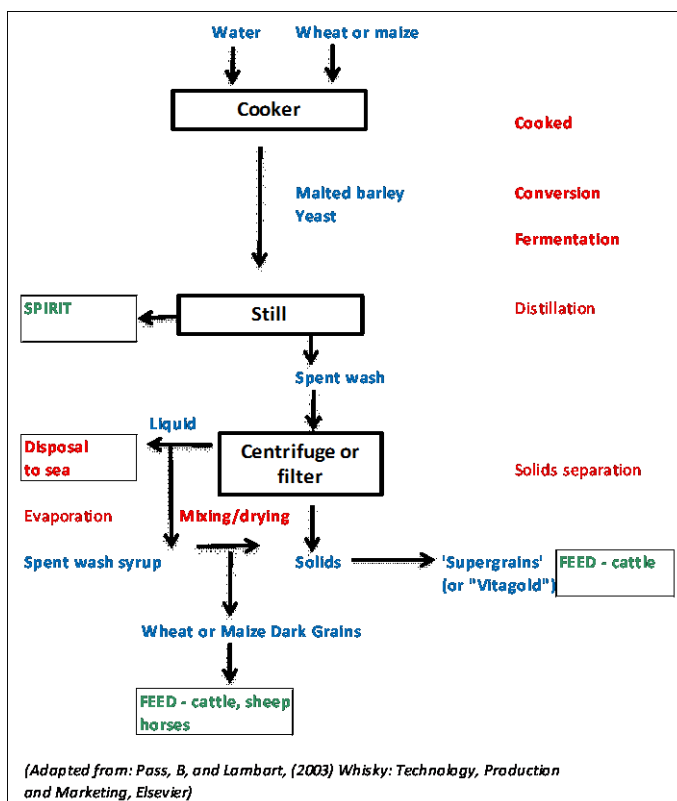 Water
Wheat or maize
Cooker
Cooked
Malted barley
Yeast
Conversion
Fermentation
SPIRIT
Still
Distillation
Spent wash
Liquid
Disposal
to sea
Centrifuge or
filter
Solids separation
Evaporation
Mixing/drying
Spent wash syrup
Solids
'Supergrains'
(or "Vitagold")
FEED - cattle
Wheat or Maize Dark Grains
FEED - cattle, sheep
horses
(Adapted from: Pass, B, and Lambart, (2003) Whisky: Technology, Production
and Marketing, Elsevier)